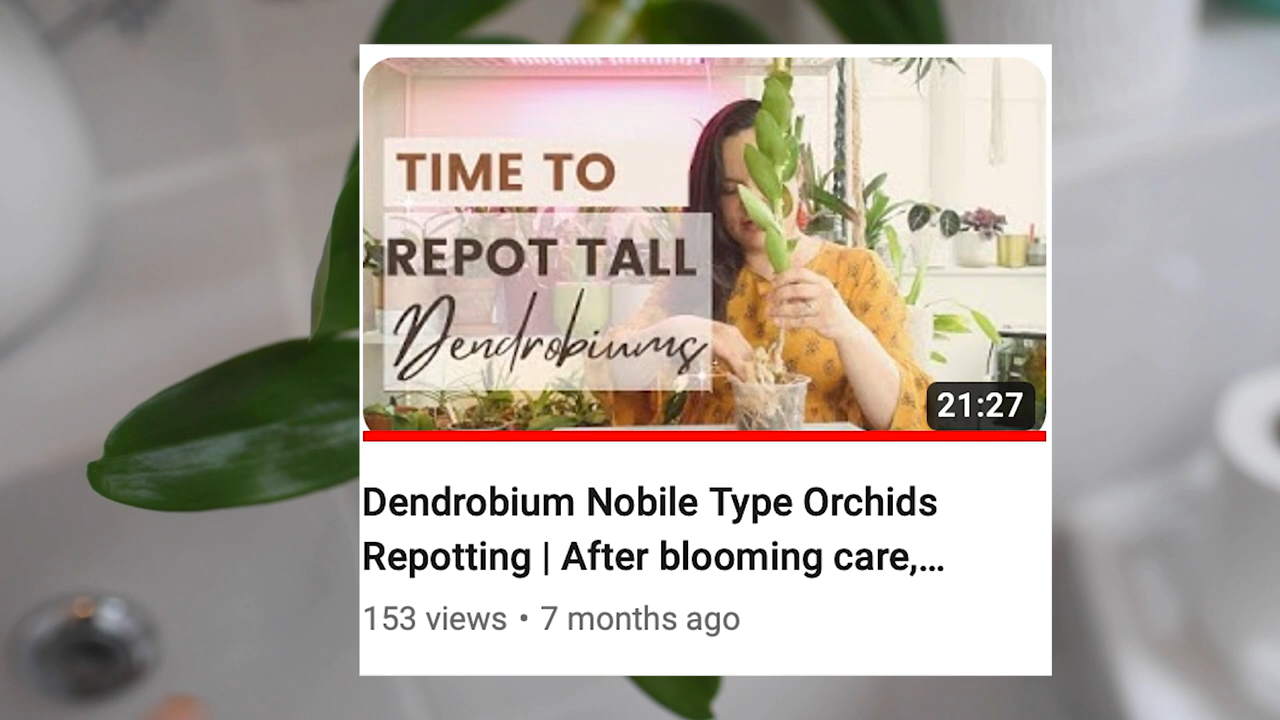 TIME TO
REPOT TALL
Dendrobiums
21:27
Dendrobium Nobile Type Orchids
Repotting | After blooming care,...
153 views • 7 months ago